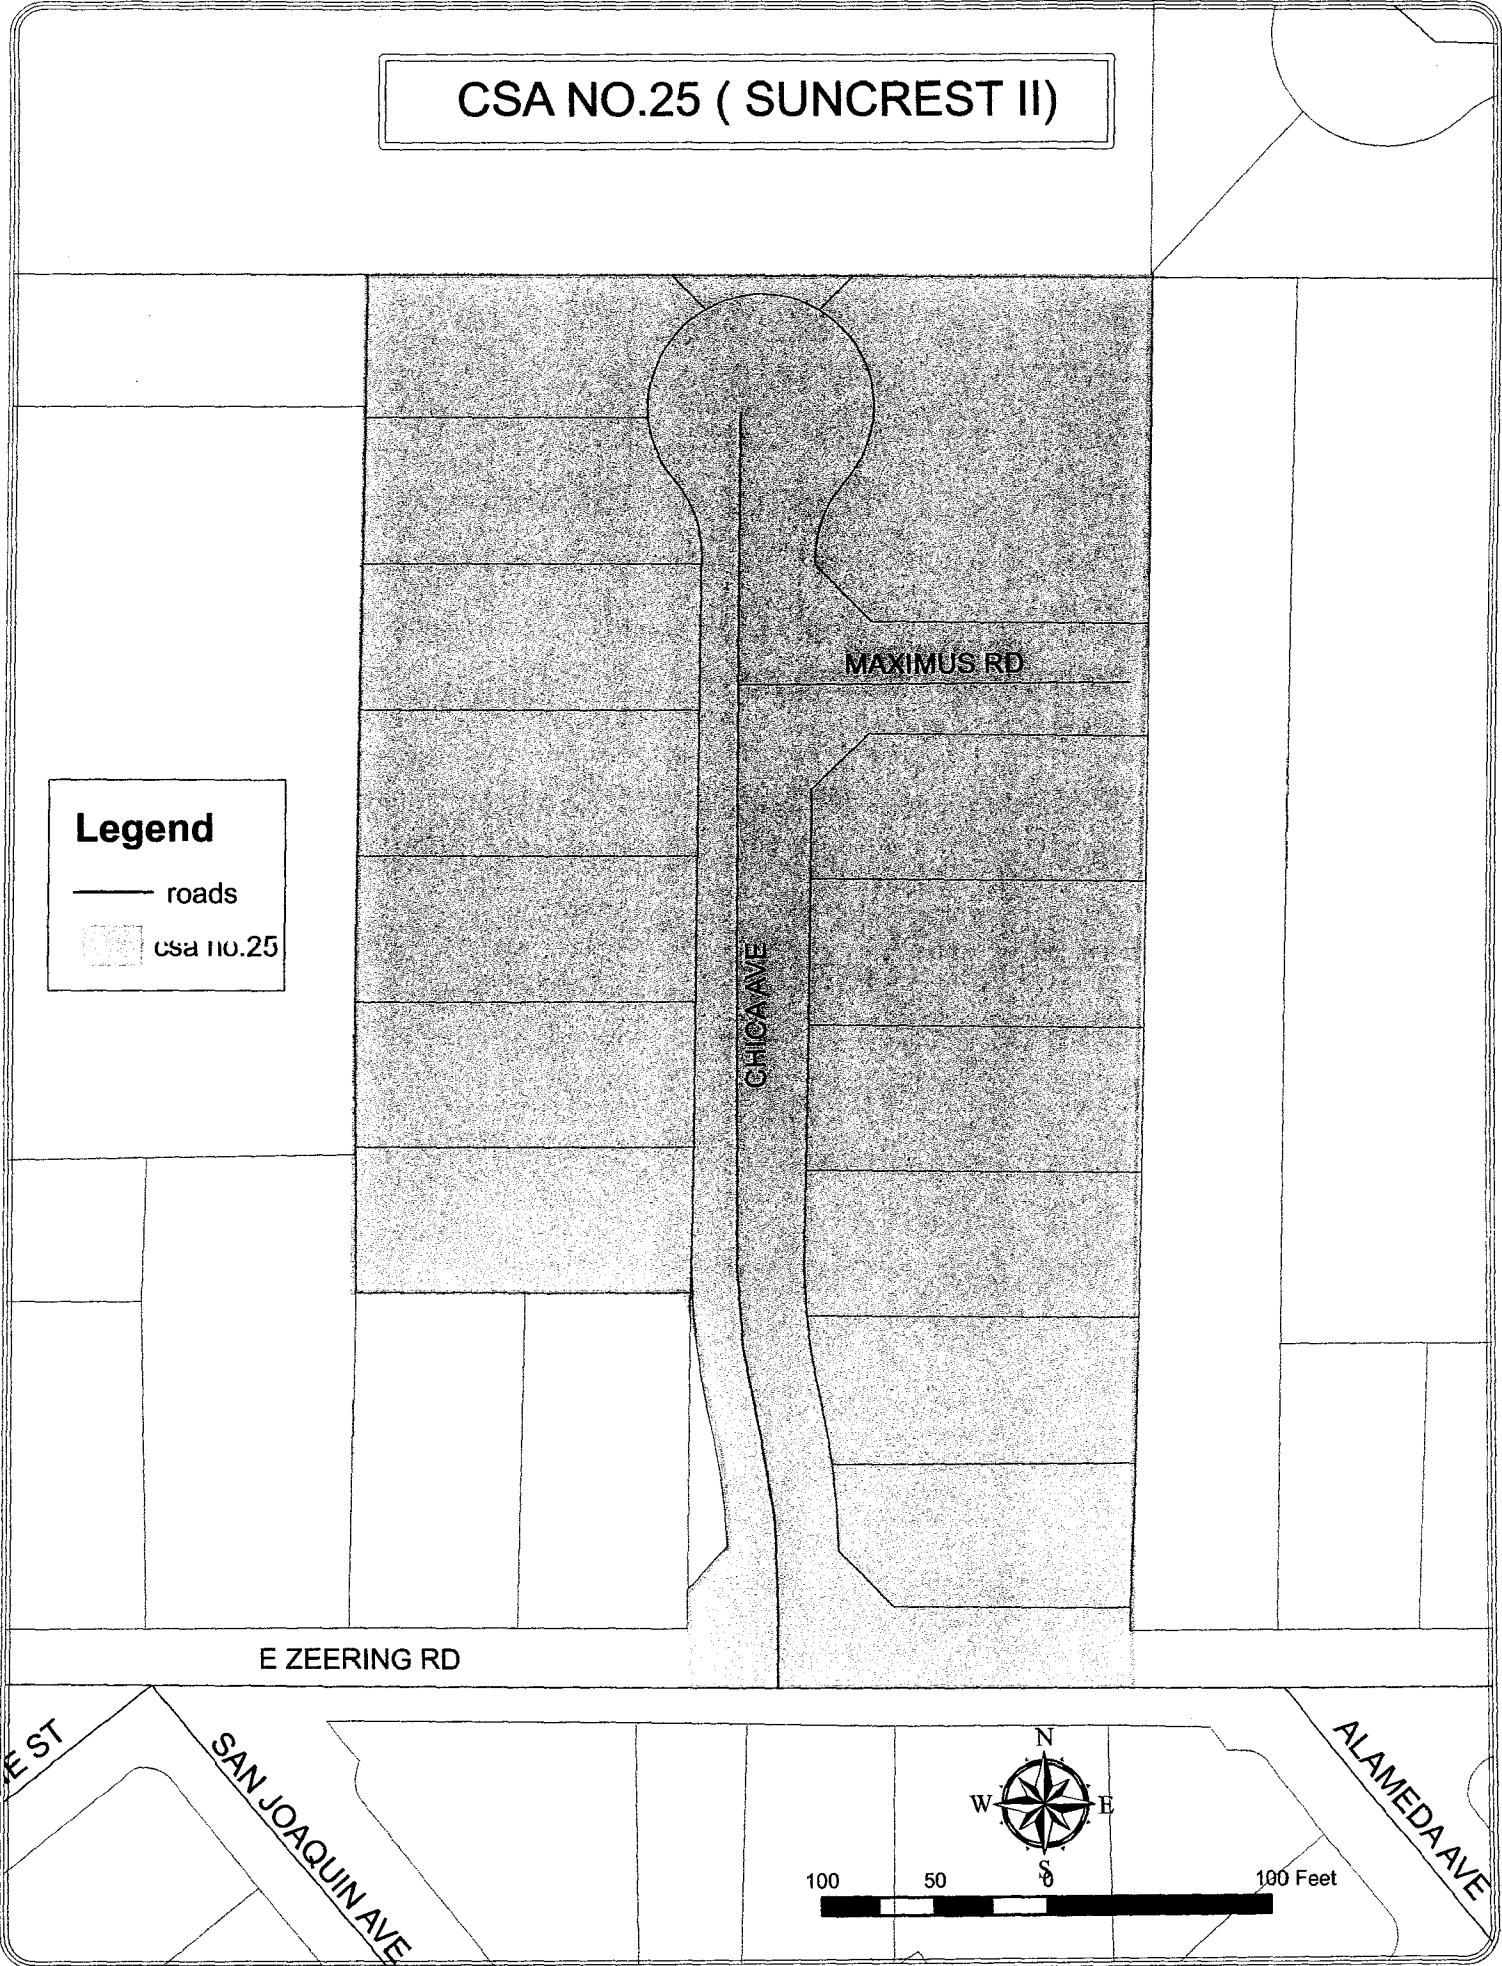 CSA NO.25 ( SUNCREST II)
MAXIMUS RD
Legend
roads
csa no.25
CHICA AVE
E ZEERING RD
SAN JOAQUIN AVE
ALAMEDA AVE
N
W E
S
100 50 0 100 Feet